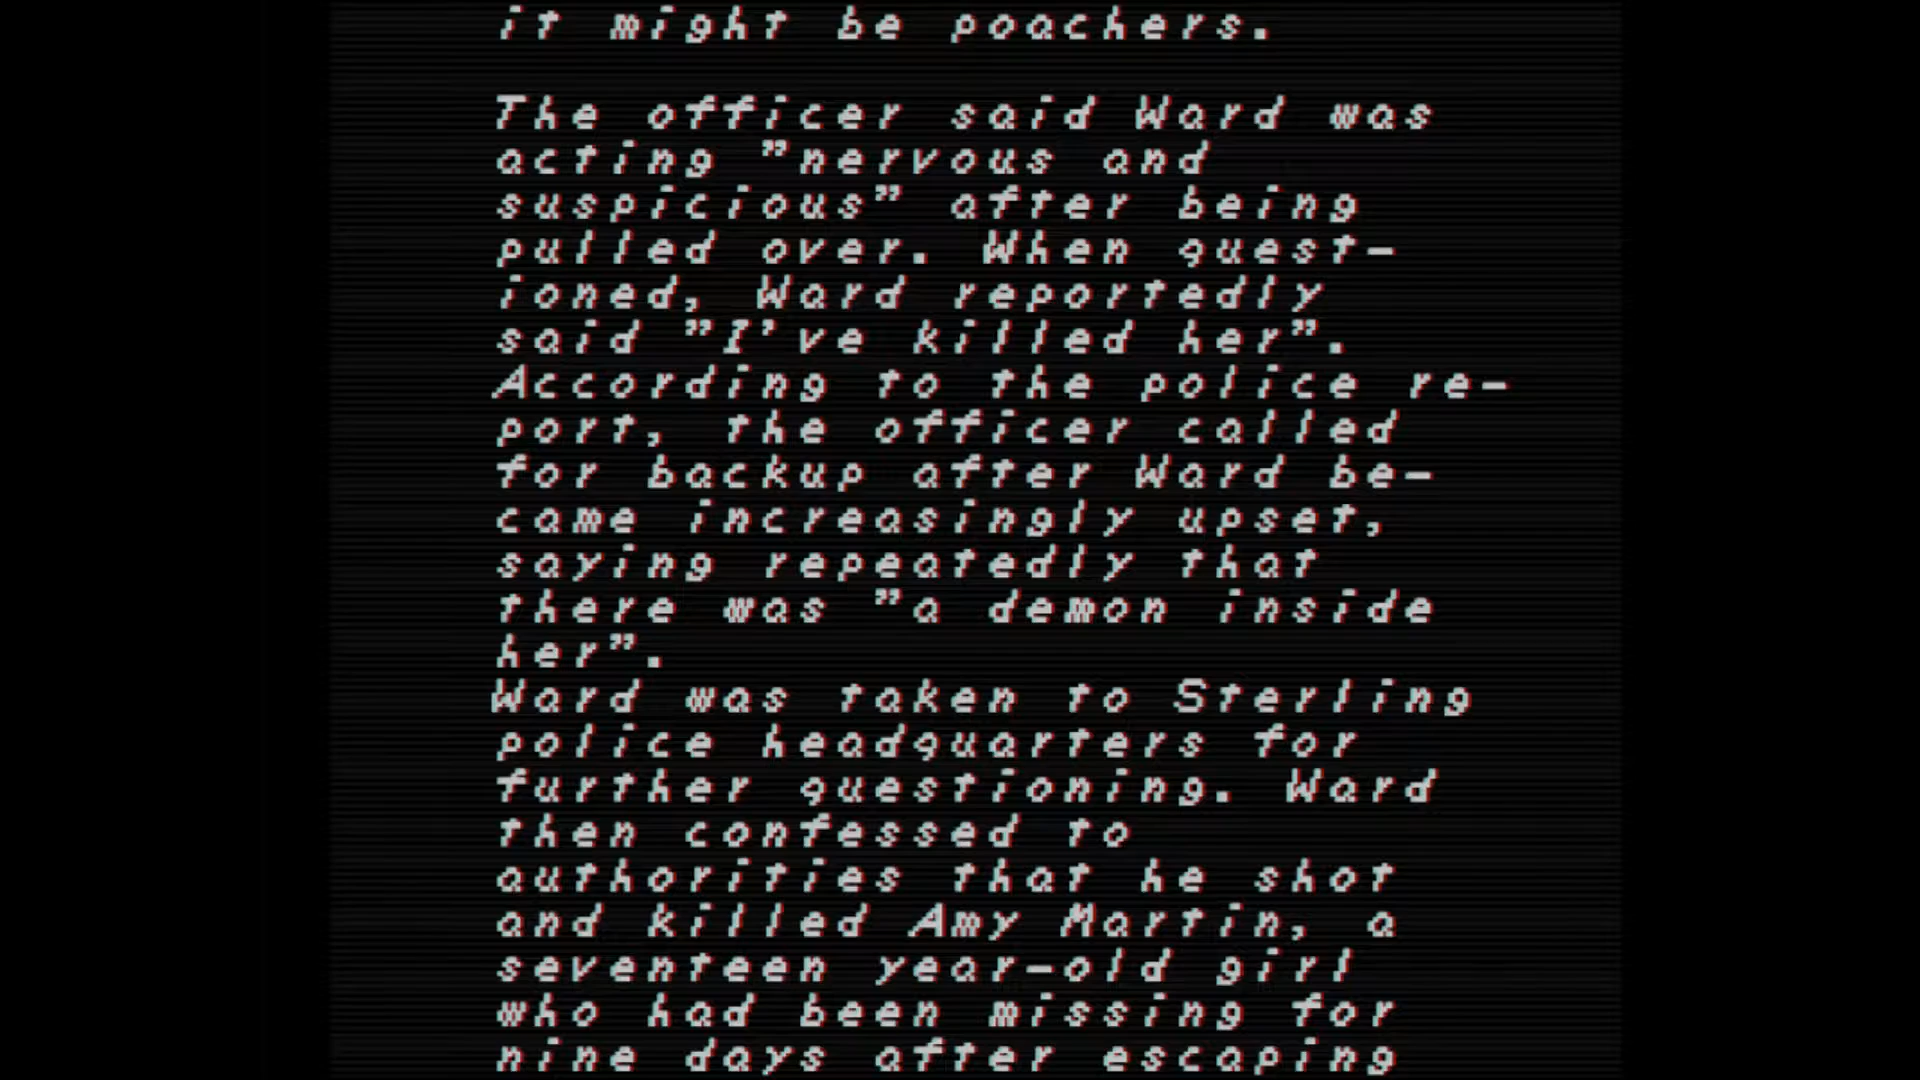 it might be poachers.
The officer said Ward was
acting "nervous and
suspicious" after being
pulled over. When quest-
ioned, Ward reportedly
said "I've killed her".
According to the police re-
port, the officer called
for backup after Ward be-
came increasingly upset,
saying repeatedly that
there was "a demon inside
her".
Ward was taken to Sterling
police headquarters for
further questioning. Ward
then confessed to
authorities that he shot
and killed Amy Martin, a
seventeen year-old girl
who had been missing for
nine days after escaping